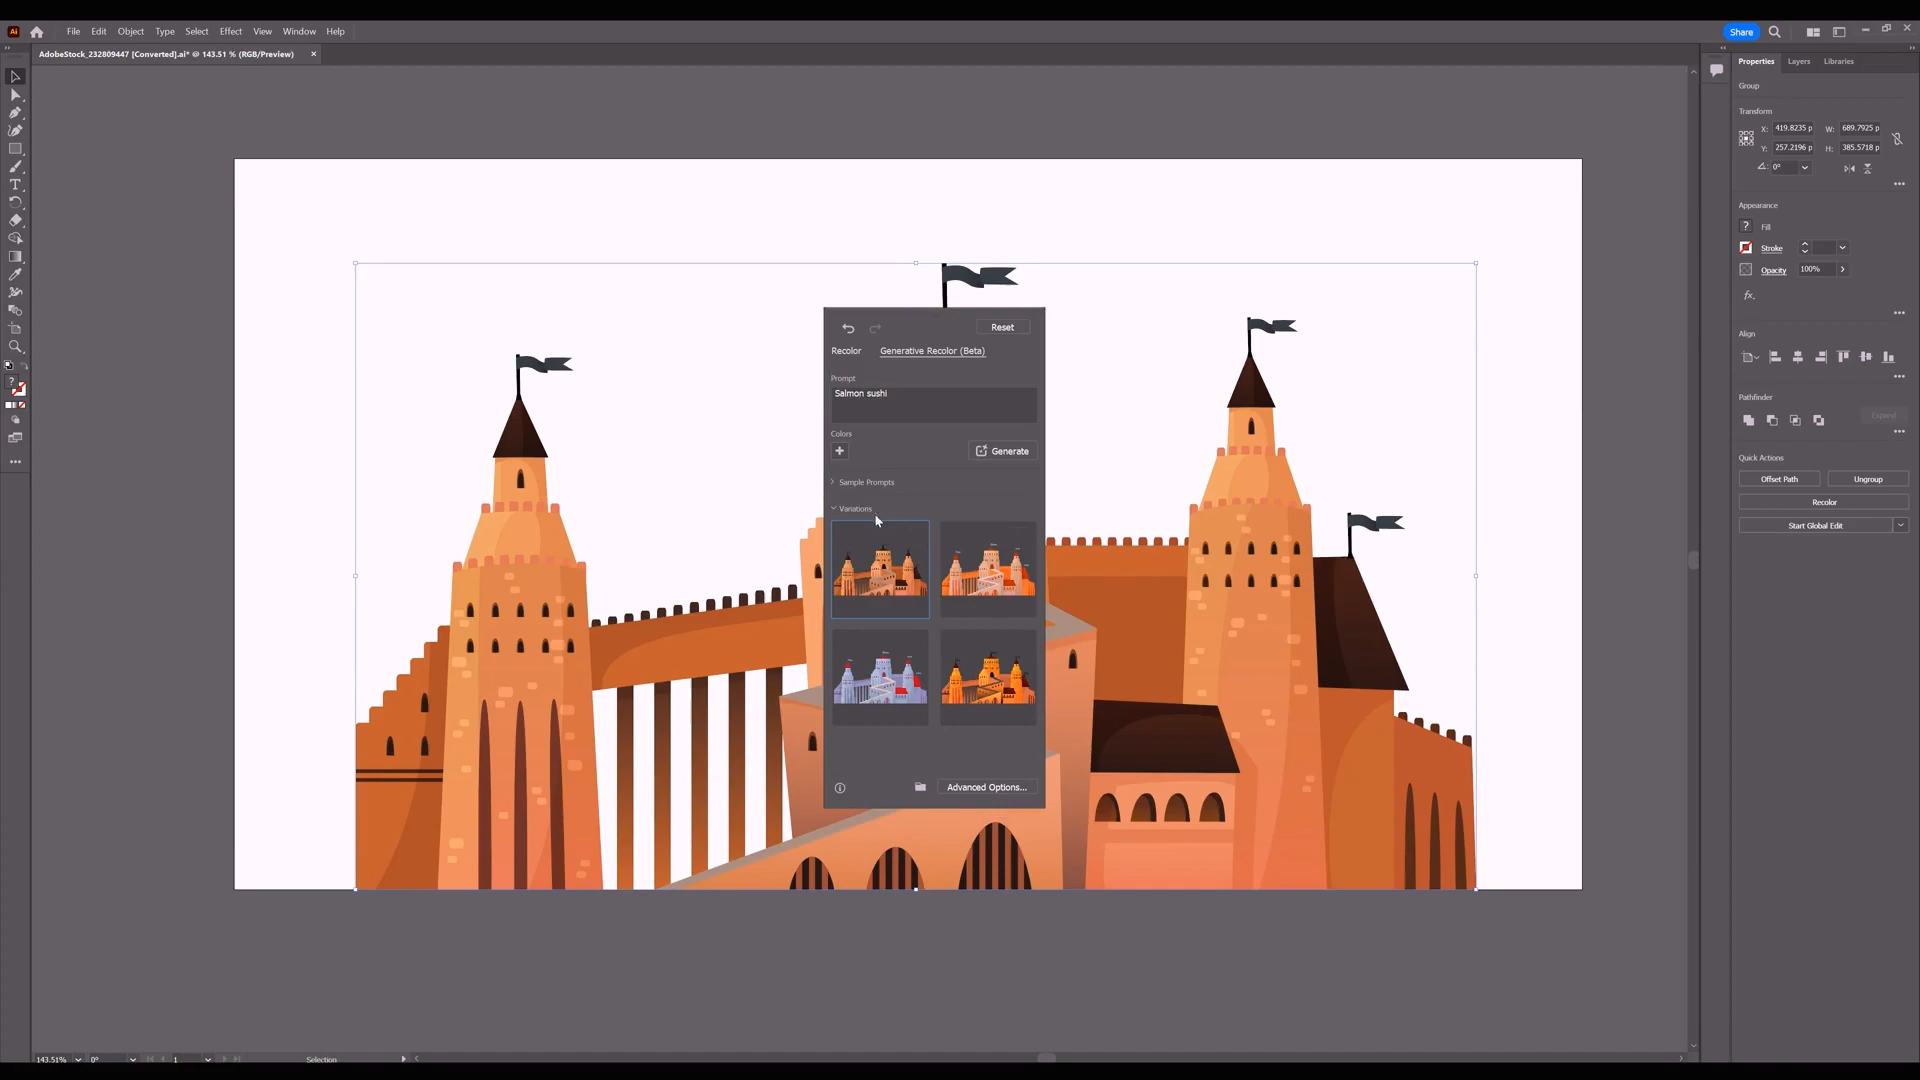 Ai File Edit Object Type Select Effect View Window Help Share
AdobeStock_232809447 [Converted].ai* @ 143.51 % (RGB/Preview) ×
Properties Layers Libraries
Group
Transform
X: 419.8235 p W: 689.7925 p
Y: 257.2196 p H: 385.5718 p
0°
Appearance
? Fill
Stroke
Opacity 100%
fx.
Align
Pathfinder
Expand
Quick Actions
Offset Path Ungroup
Recolor
Start Global Edit
Reset
Recolor Generative Recolor (Beta)
Prompt
Salmon sushi
Colors
+ Generate
Sample Prompts
Variations
Advanced Options...
143.51% 0° 1 Selection